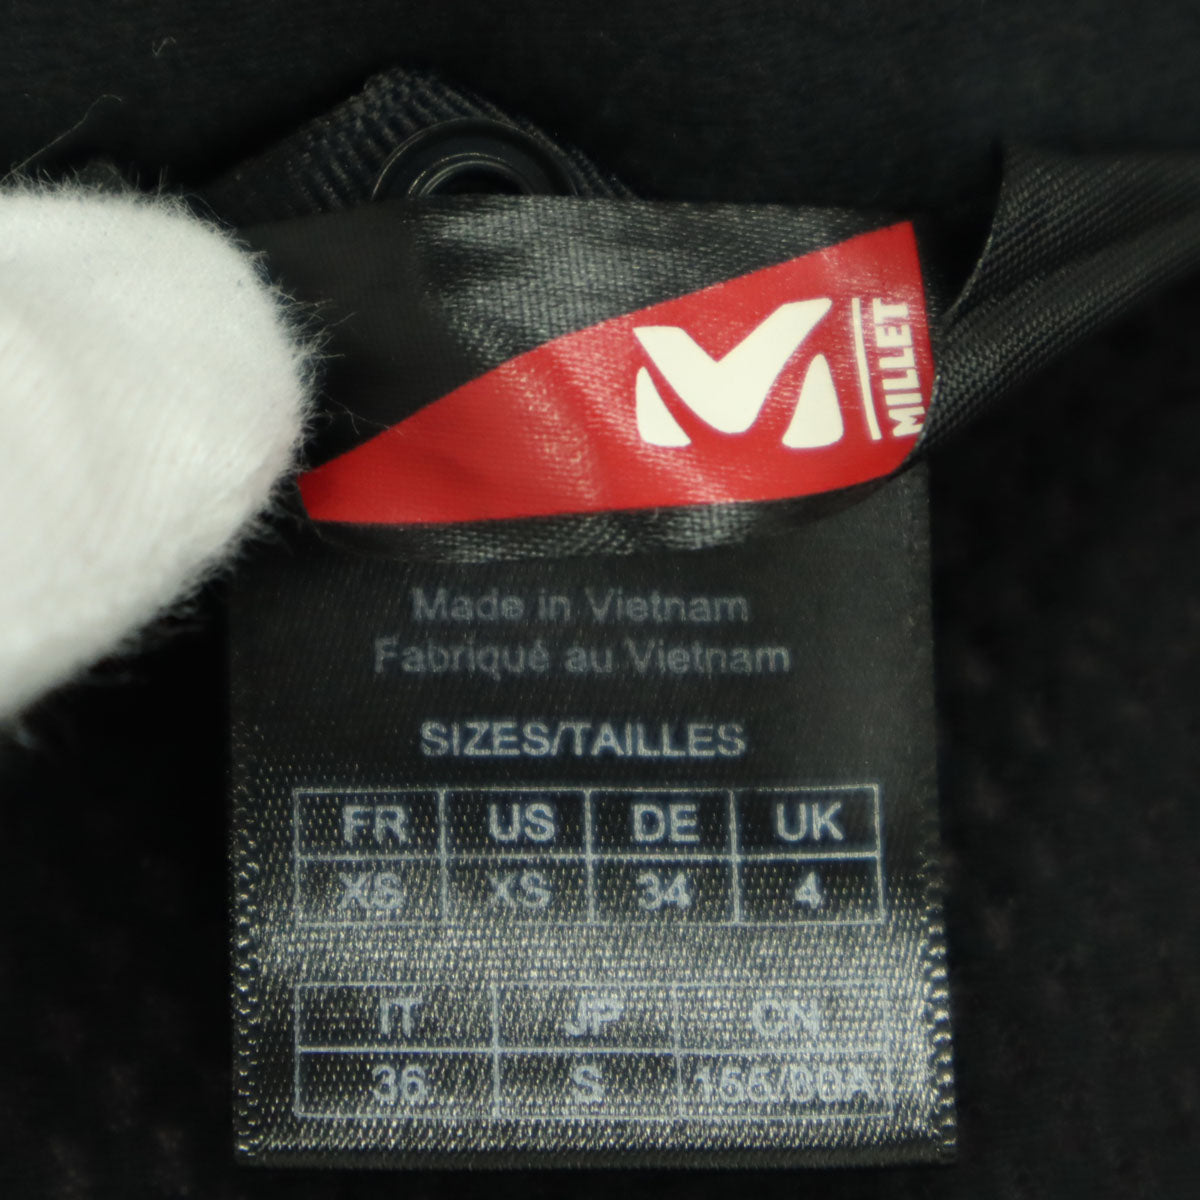 MILLET
Made in Vietnam
Fabriqué au Vietnam
SIZES/TAILLES
FR US DE UK
XS XS 34 4
IT JP CN
36 S